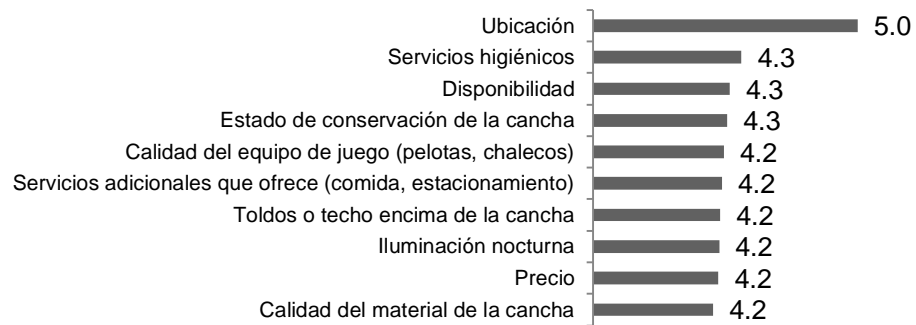 Ubicación 5.0
Servicios higiénicos 4.3
Disponibilidad 4.3
Estado de conservación de la cancha 4.3
Calidad del equipo de juego (pelotas, chalecos) 4.2
Servicios adicionales que ofrece (comida, estacionamiento) 4.2
Toldos o techo encima de la cancha 4.2
Iluminación nocturna 4.2
Precio 4.2
Calidad del material de la cancha 4.2